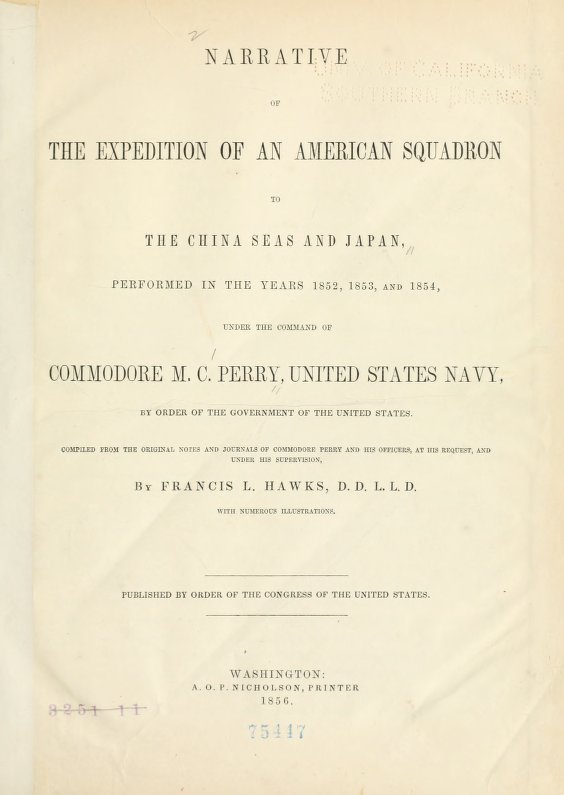 NARRATIVE
UNIV. OF CALIFORNIA
SOUTHERN BRANCH
OF
THE EXPEDITION OF AN AMERICAN SQUADRON
TO
THE CHINA SEAS AND JAPAN,
PERFORMED IN THE YEARS 1852, 1853, AND 1854,
UNDER THE COMMAND OF
COMMODORE M. C. PERRY, UNITED STATES NAVY,
BY ORDER OF THE GOVERNMENT OF THE UNITED STATES.
COMPILED FROM THE ORIGINAL NOTES AND JOURNALS OF COMMODORE PERRY AND HIS OFFICERS, AT HIS REQUEST, AND
UNDER HIS SUPERVISION,
BY FRANCIS L. HAWKS, D. D. L. L. D.
WITH NUMEROUS ILLUSTRATIONS.
PUBLISHED BY ORDER OF THE CONGRESS OF THE UNITED STATES.
WASHINGTON:
A. O. P. NICHOLSON, PRINTER
1856.
3251 11
75447